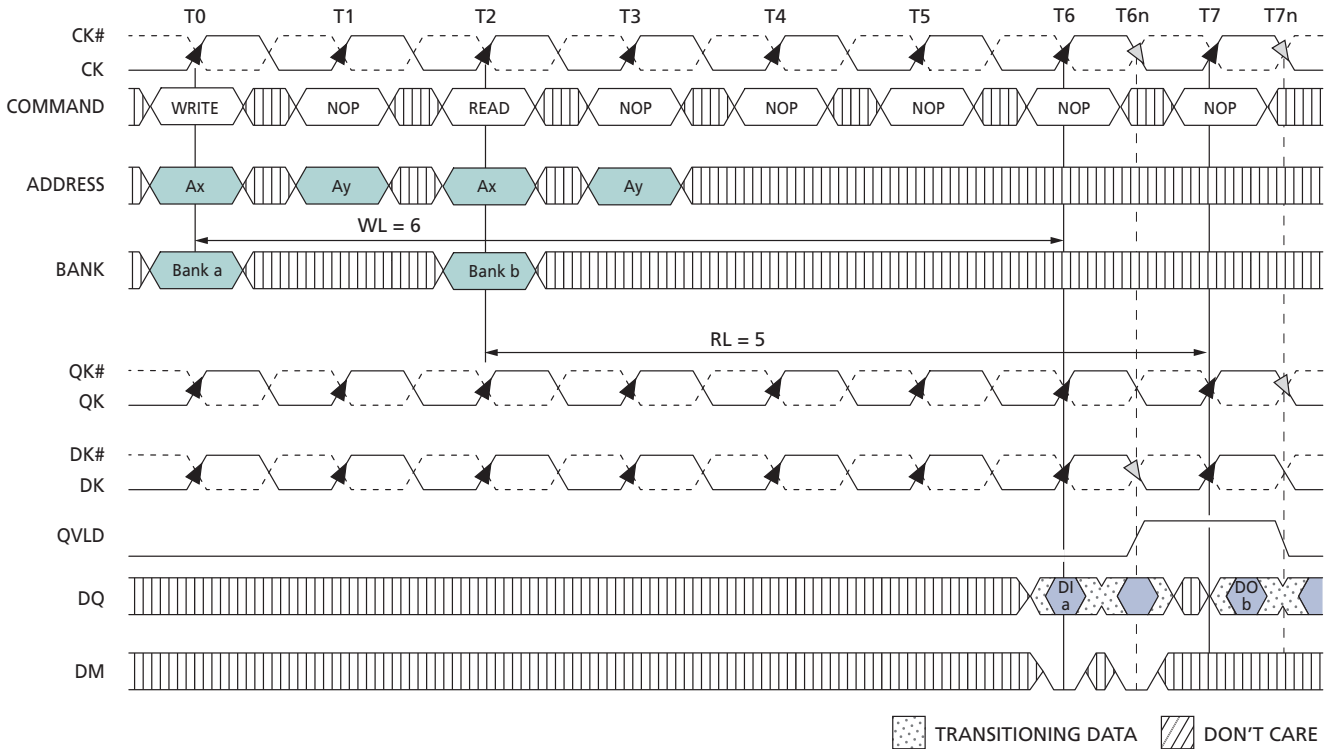 T0 T1 T2 T3 T4 T5 T6 T6n T7 T7n
CK#
CK
COMMAND WRITE NOP READ NOP NOP NOP NOP NOP
ADDRESS Ax Ay Ax Ay
WL = 6
BANK Bank a Bank b
RL = 5
QK#
QK
DK#
DK
QVLD
DQ DI a DO b
DM
TRANSITIONING DATA DON'T CARE